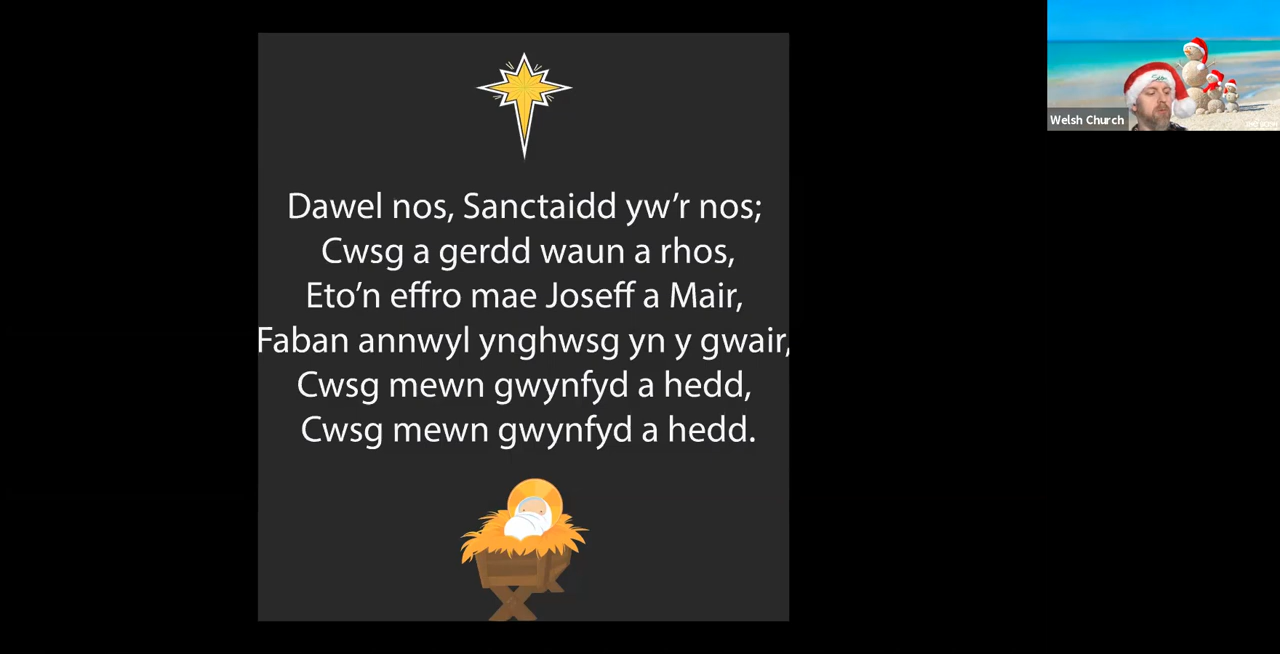 Dawel nos, Sanctaidd yw’r nos;
Cwsg a gerdd waun a rhos,
Eto’n effro mae Joseff a Mair,
Faban annwyl ynghwsg yn y gwair,
Cwsg mewn gwynfyd a hedd,
Cwsg mewn gwynfyd a hedd.
Welsh Church